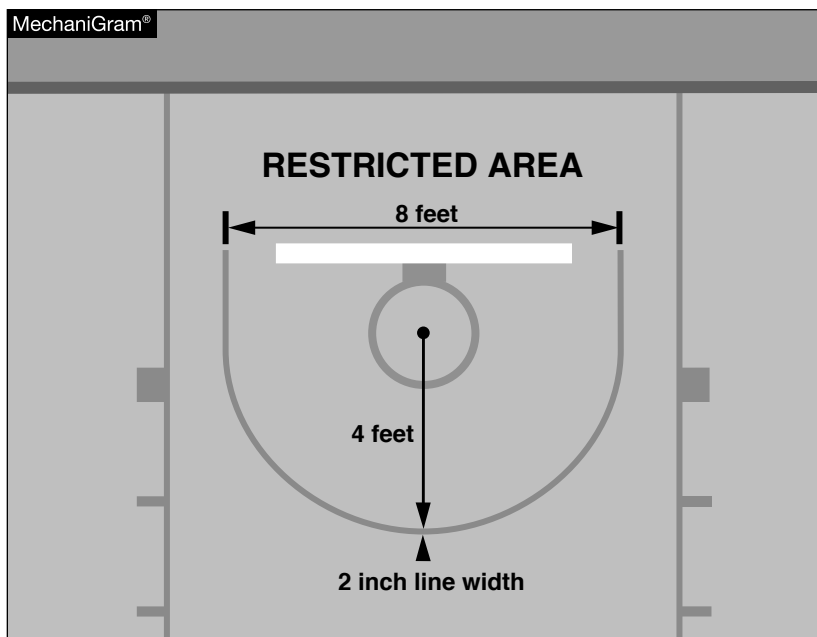 MechaniGram®
RESTRICTED AREA
8 feet
4 feet
2 inch line width